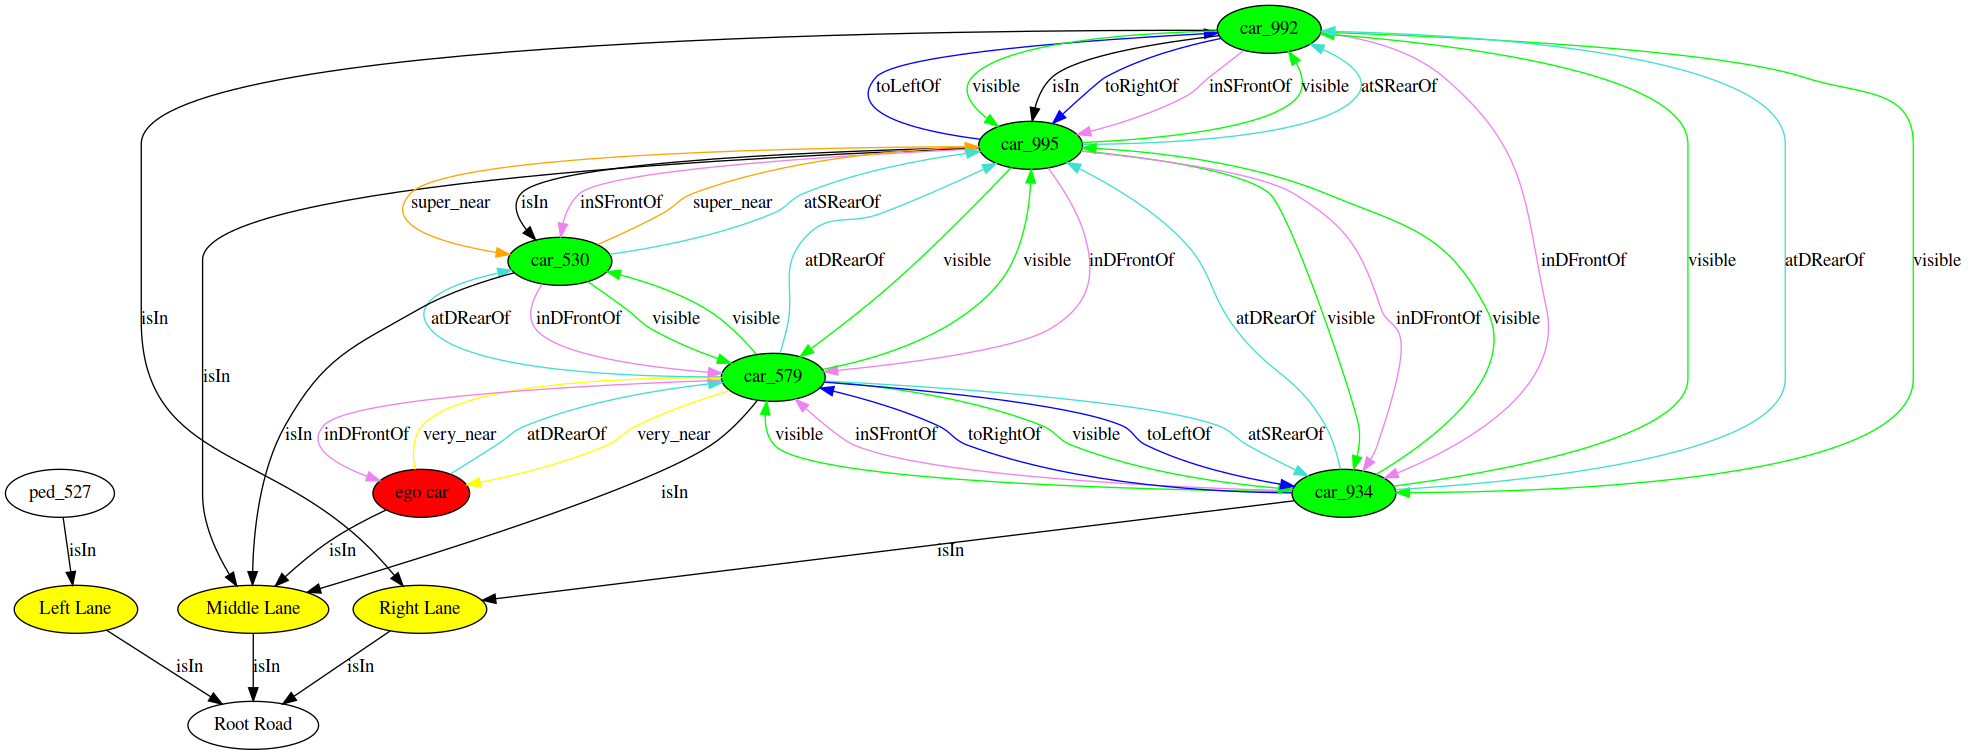 car_992
toLeftOf visible isIn toRightOf inSFrontOf visible atSRearOf
car_995
super_near isIn inSFrontOf super_near atSRearOf
car_530 atDRearOf visible visible inDFrontOf inDFrontOf visible atDRearOf visible
isIn atDRearOf inDFrontOf visible visible atDRearOf visible inDFrontOf visible
isIn car_579
isIn inDFrontOf very_near atDRearOf very_near visible inSFrontOf toRightOf visible toLeftOf atSRearOf
ped_527 ego car isIn car_934
isIn isIn isIn
Left Lane Middle Lane Right Lane
isIn isIn isIn
Root Road